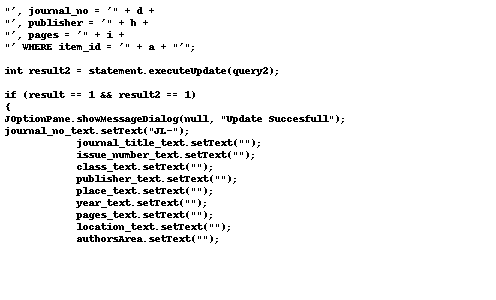 "', journal_no = '" + d +
"', publisher = '" + h +
"', pages = '" + i +
"' WHERE item_id = '" + a + "'";
int result2 = statement.executeUpdate(query2);
if (result == 1 && result2 == 1)
{
JOptionPane.showMessageDialog(null, "Update Succesfull");
journal_no_text.setText("JL-");
journal_title_text.setText("");
issue_number_text.setText("");
class_text.setText("");
publisher_text.setText("");
place_text.setText("");
year_text.setText("");
pages_text.setText("");
location_text.setText("");
authorsArea.setText("");